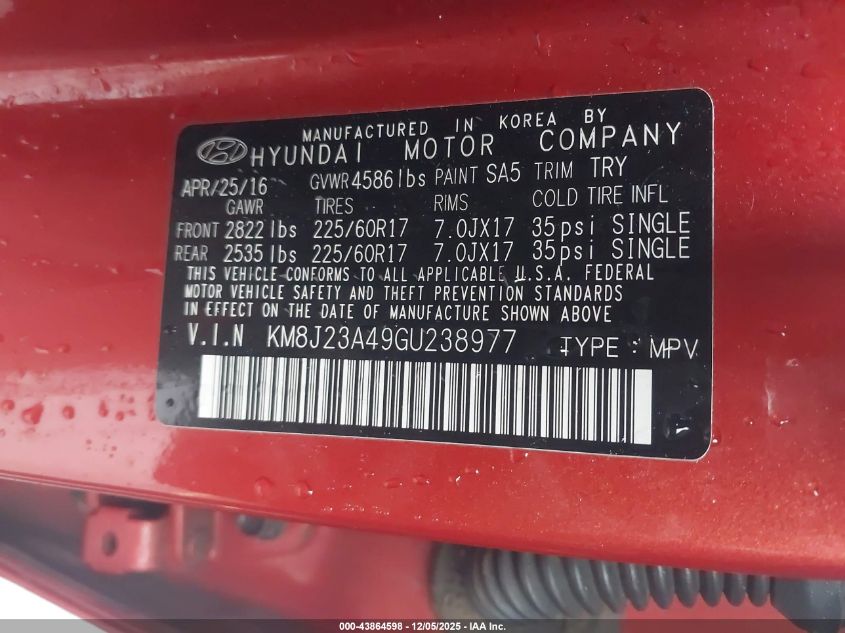 MANUFACTURED IN KOREA BY
HYUNDAI MOTOR COMPANY
APR/25/16 GVWR 4586 lbs PAINT SA5 TRIM TRY
GAWR TIRES RIMS COLD TIRE INFL
FRONT 2822 lbs 225/60R17 7.0JX17 35psi SINGLE
REAR 2535 lbs 225/60R17 7.0JX17 35psi SINGLE
THIS VEHICLE CONFORMS TO ALL APPLICABLE U.S.A. FEDERAL
MOTOR VEHICLE SAFETY AND THEFT PREVENTION STANDARDS
IN EFFECT ON THE DATE OF MANUFACTURE SHOWN ABOVE
V.I.N KM8J23A49GU238977 TYPE : MPV
000-43864598 - 12/05/2025 - IAA Inc.